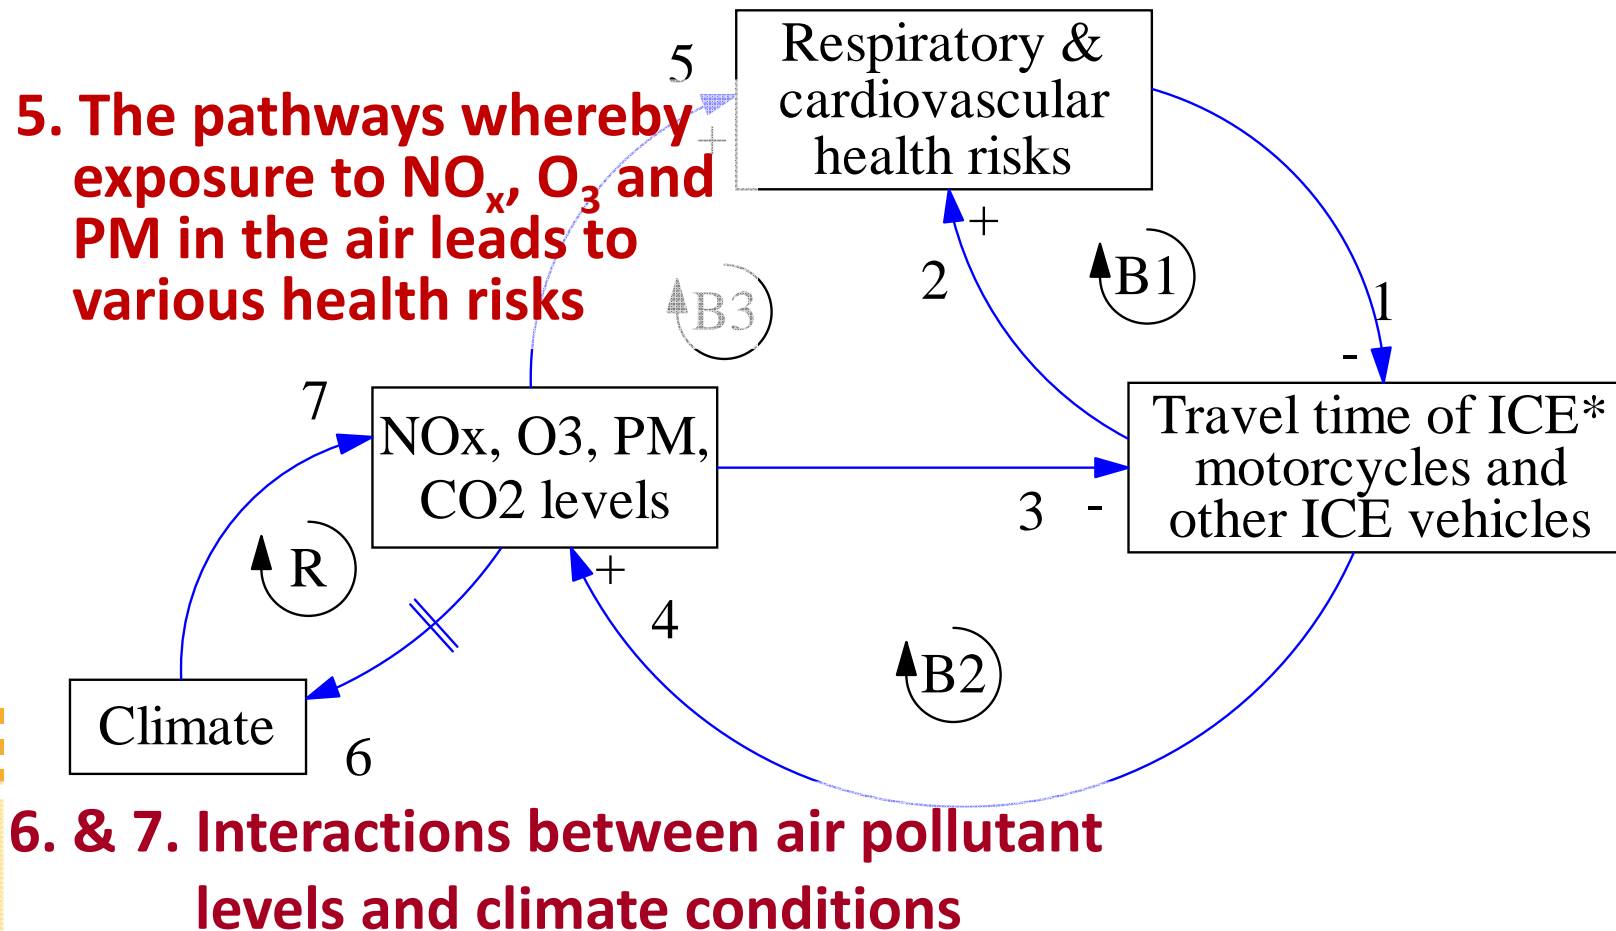 Respiratory &
cardiovascular
health risks
5
+
5. The pathways whereby
exposure to NOx, O3 and
PM in the air leads to
various health risks
2
+
B1
1
-
B3
7
NOx, O3, PM,
CO2 levels
Travel time of ICE*
motorcycles and
other ICE vehicles
3 -
R
+
4
B2
Climate
6
6. & 7. Interactions between air pollutant
levels and climate conditions